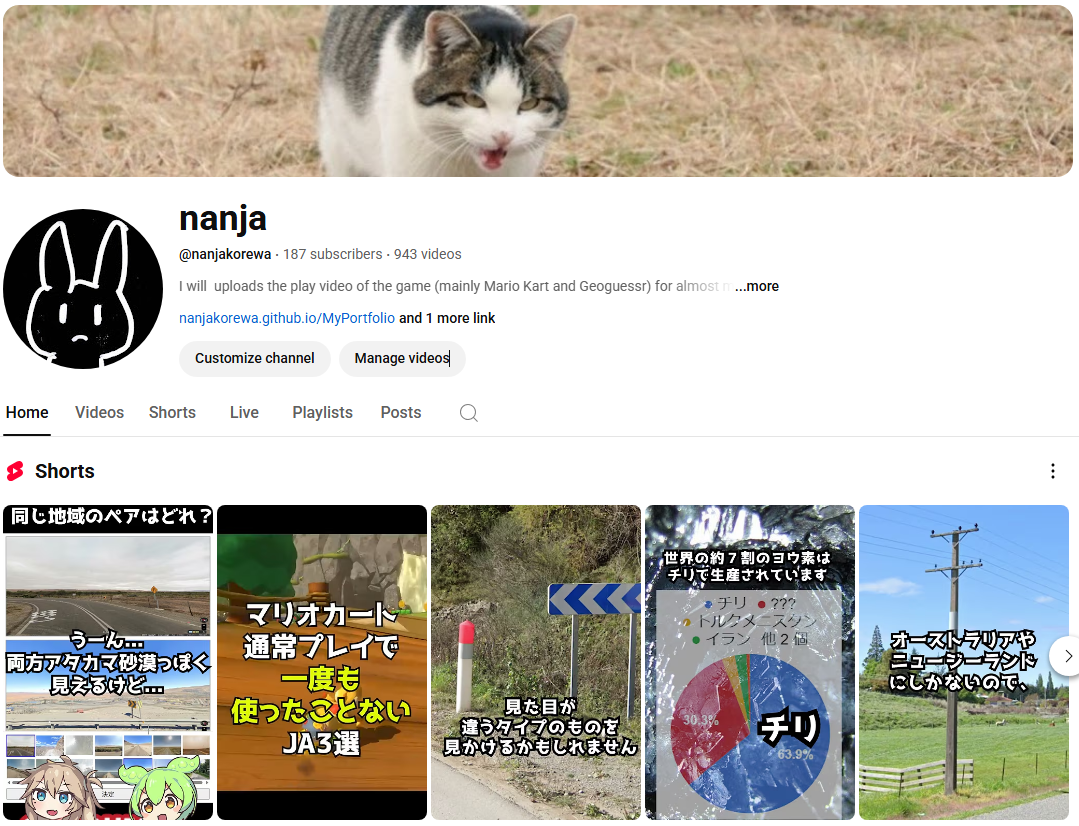 nanja
@nanjakorewa · 187 subscribers · 943 videos
I will uploads the play video of the game (mainly Mario Kart and Geoguessr) for almost ...more
nanjakorewa.github.io/MyPortfolio and 1 more link
Customize channel
Manage videos
Home Videos Shorts Live Playlists Posts
Shorts
同じ地域のペアはどれ？
うーん...
両方アタカマ砂漠っぽく
見えるけど...
決定
マリオカート
通常プレイで
一度も
使ったことない
JA3選
見た目が
違うタイプのものを
見かけるかもしれません
世界の約７割のヨウ素は
チリで生産されています
チリ ???
トルクメニスタン
イラン 他２個
30.3%
チリ
63.9%
オーストラリアや
ニュージーランド
にしかないので、